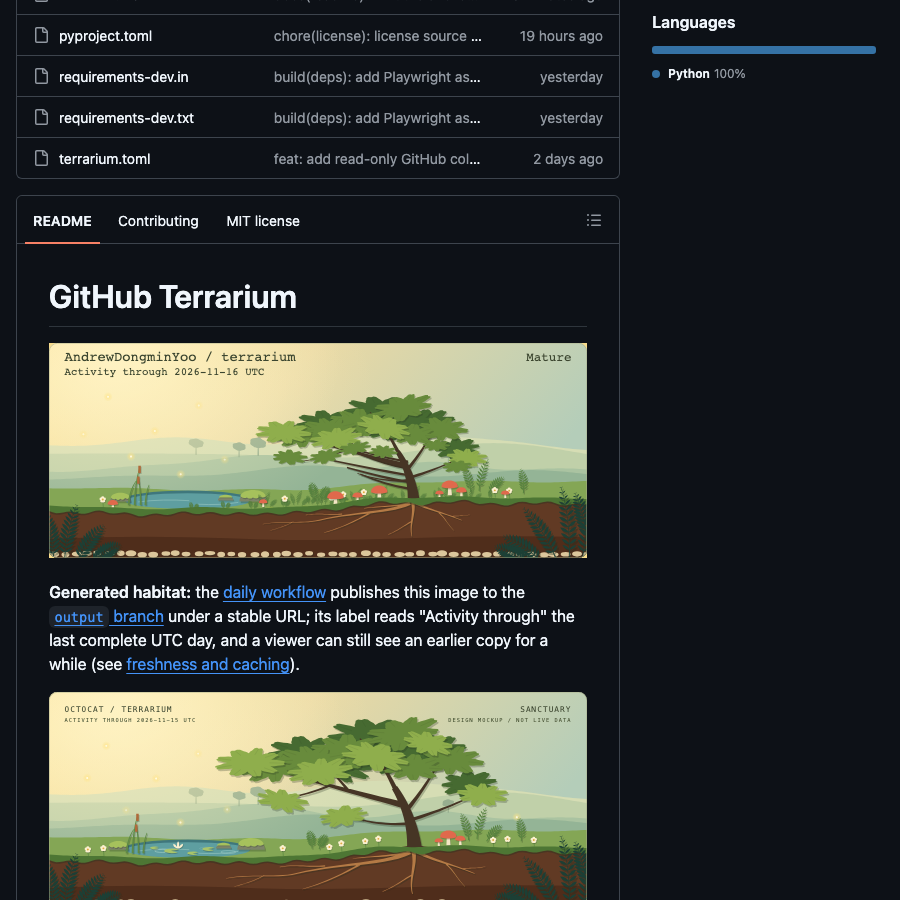 pyproject.toml chore(license): license source ... 19 hours ago
requirements-dev.in build(deps): add Playwright as... yesterday
requirements-dev.txt build(deps): add Playwright as... yesterday
terrarium.toml feat: add read-only GitHub col... 2 days ago
Languages
Python 100%
README Contributing MIT license
GitHub Terrarium
AndrewDongminYoo / terrarium Mature
Activity through 2026-11-16 UTC
Generated habitat: the daily workflow publishes this image to the
output branch under a stable URL; its label reads "Activity through" the
last complete UTC day, and a viewer can still see an earlier copy for a
while (see freshness and caching).
OCTOCAT / TERRARIUM SANCTUARY
ACTIVITY THROUGH 2026-11-15 UTC DESIGN MOCKUP / NOT LIVE DATA